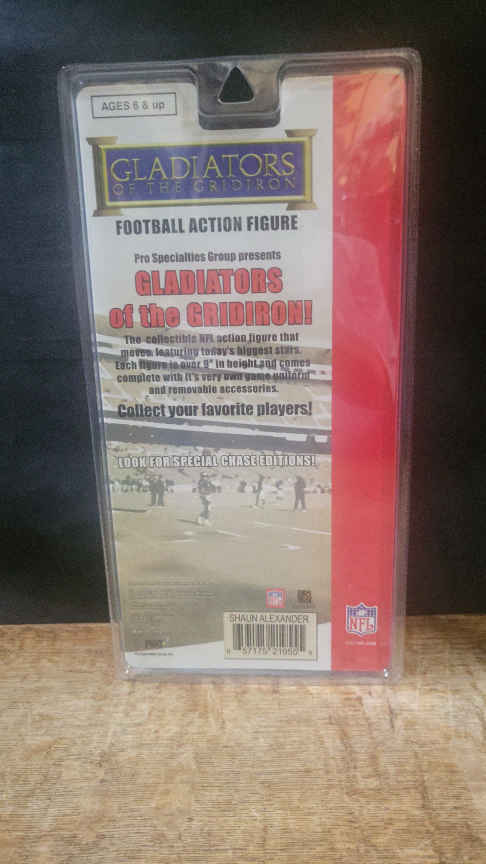 AGES 6 & up
GLADIATORS
OF THE GRIDIRON
FOOTBALL ACTION FIGURE
Pro Specialties Group presents
GLADIATORS
of the GRIDIRON!
The collectible NFL action figure that
moves, featuring today's biggest stars.
Each figure is over 9" in height and comes
complete with it's very own game uniform
and removable accessories.
Collect your favorite players!
LOOK FOR SPECIAL CHASE EDITIONS!
SHAUN ALEXANDER
NFL